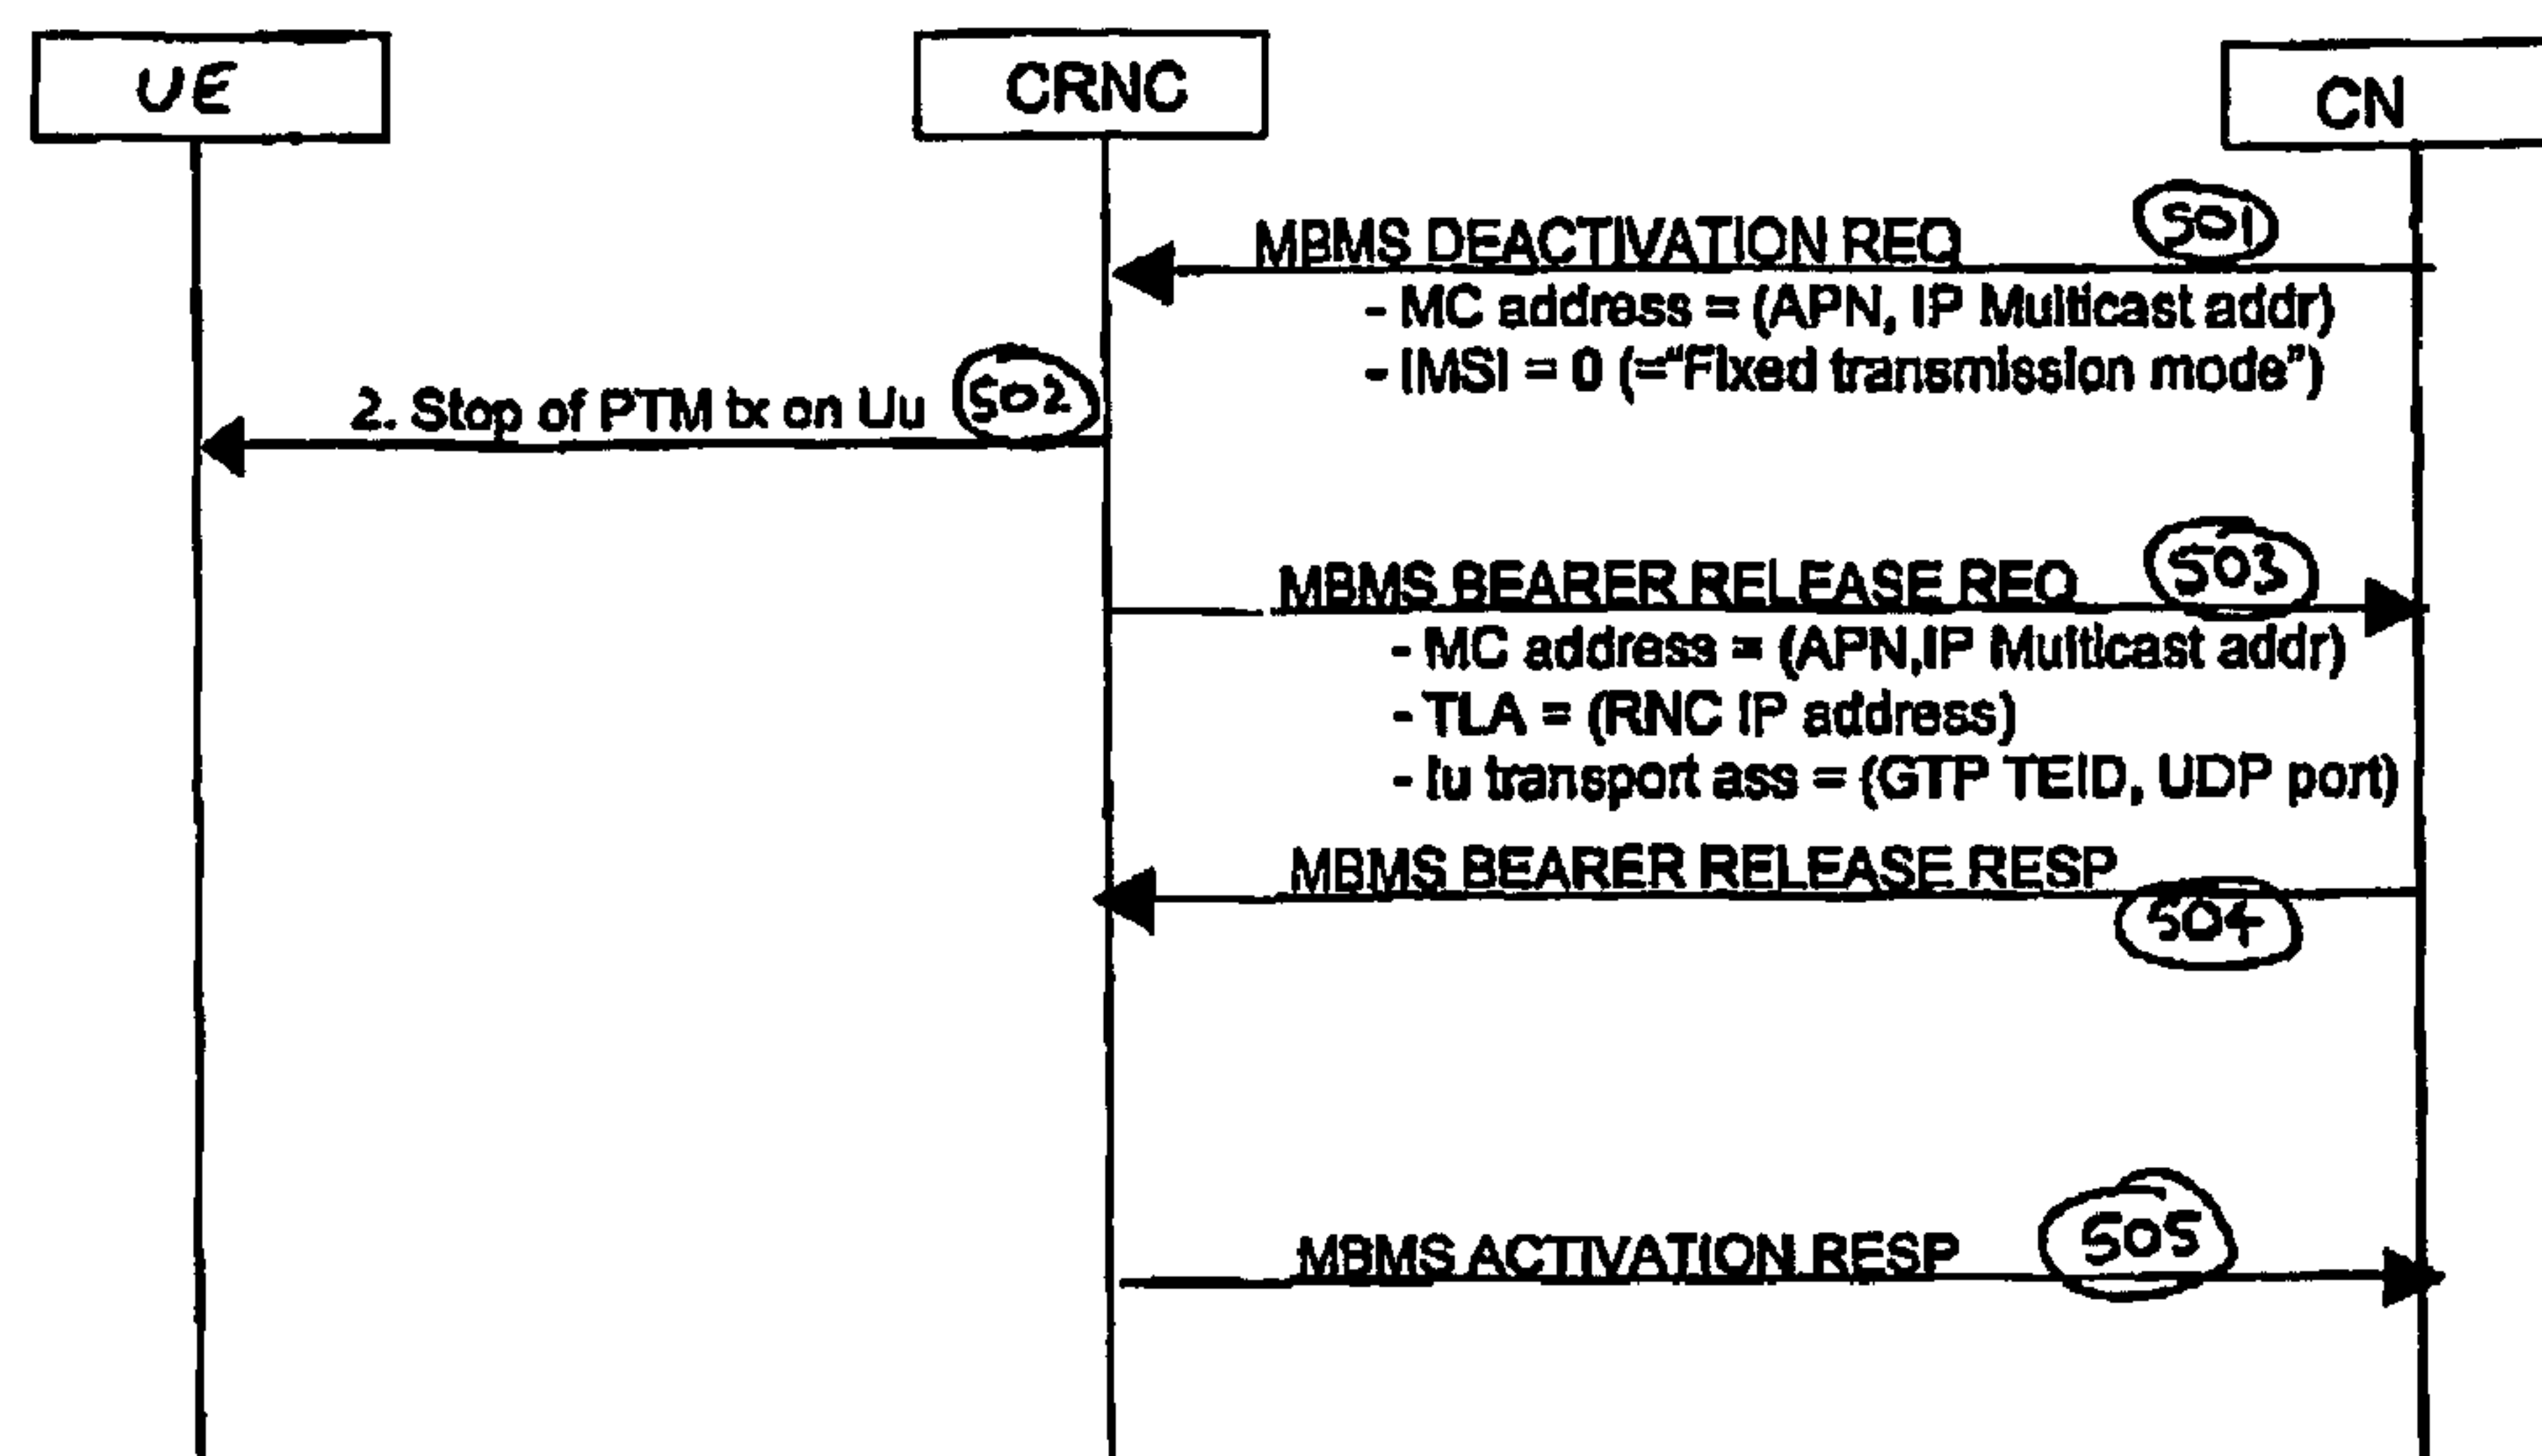 UE
CRNC
CN
MBMS DEACTIVATION REQ
501
- MC address = (APN, IP Multicast addr)
- IMSI = 0 (="Fixed transmission mode")
2. Stop of PTM tx on Uu
502
MBMS BEARER RELEASE REQ
503
- MC address = (APN,IP Multicast addr)
- TLA = (RNC IP address)
- Iu transport ass = (GTP TEID, UDP port)
MBMS BEARER RELEASE RESP
504
MBMS ACTIVATION RESP
505